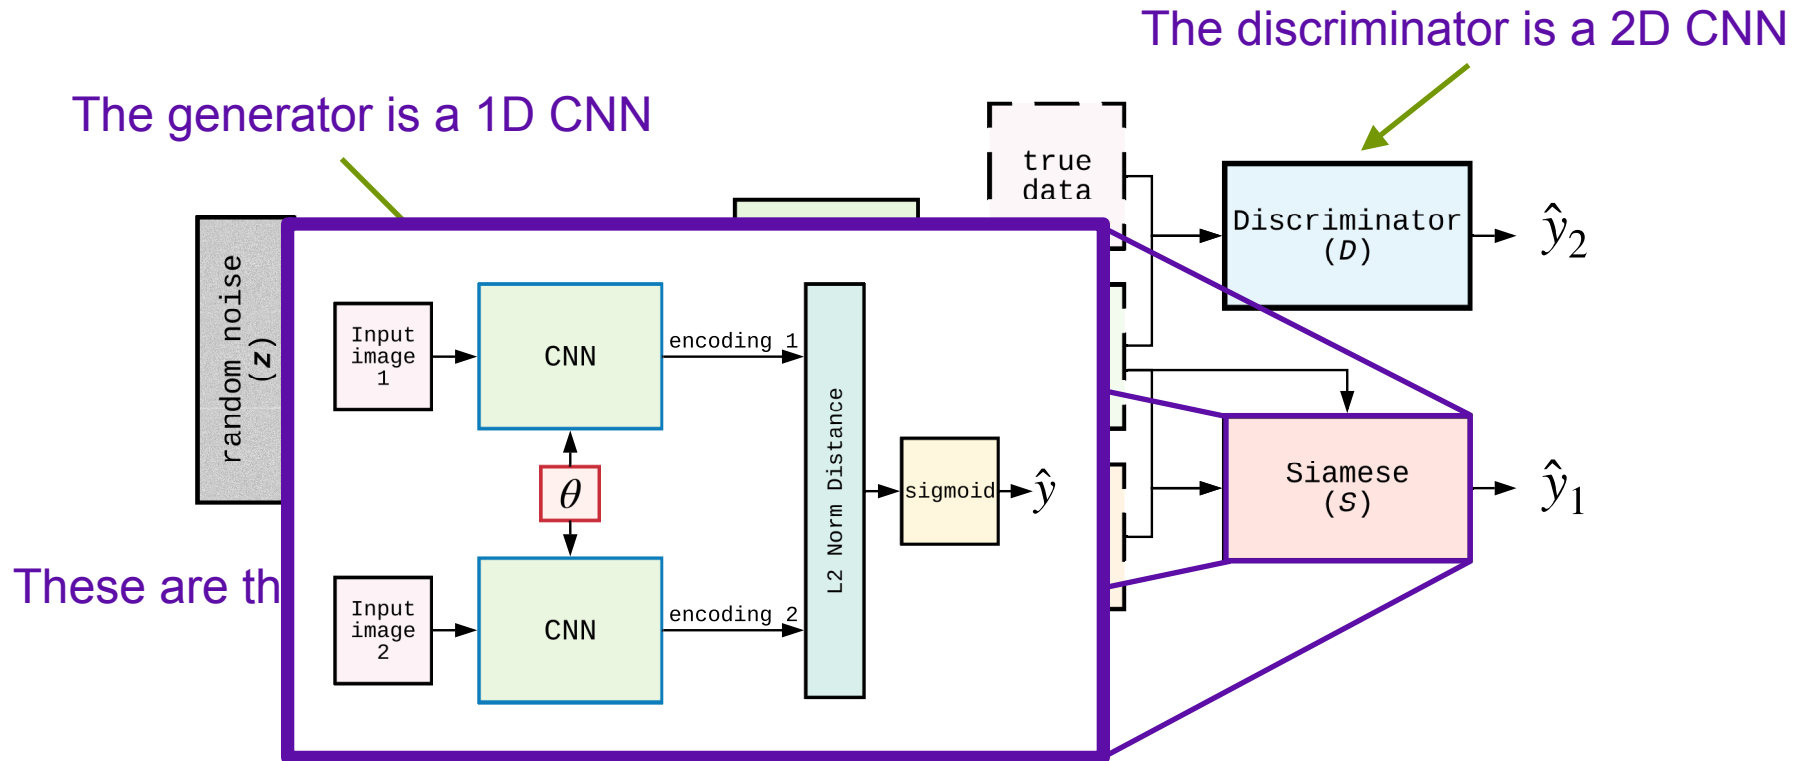 The discriminator is a 2D CNN
The generator is a 1D CNN
true
data
Discriminator
(D)
ŷ2
random noise
(z)
Input
image
1
CNN
encoding 1
θ
L2 Norm Distance
sigmoid
ŷ
Siamese
(S)
ŷ1
These are th
Input
image
2
CNN
encoding 2